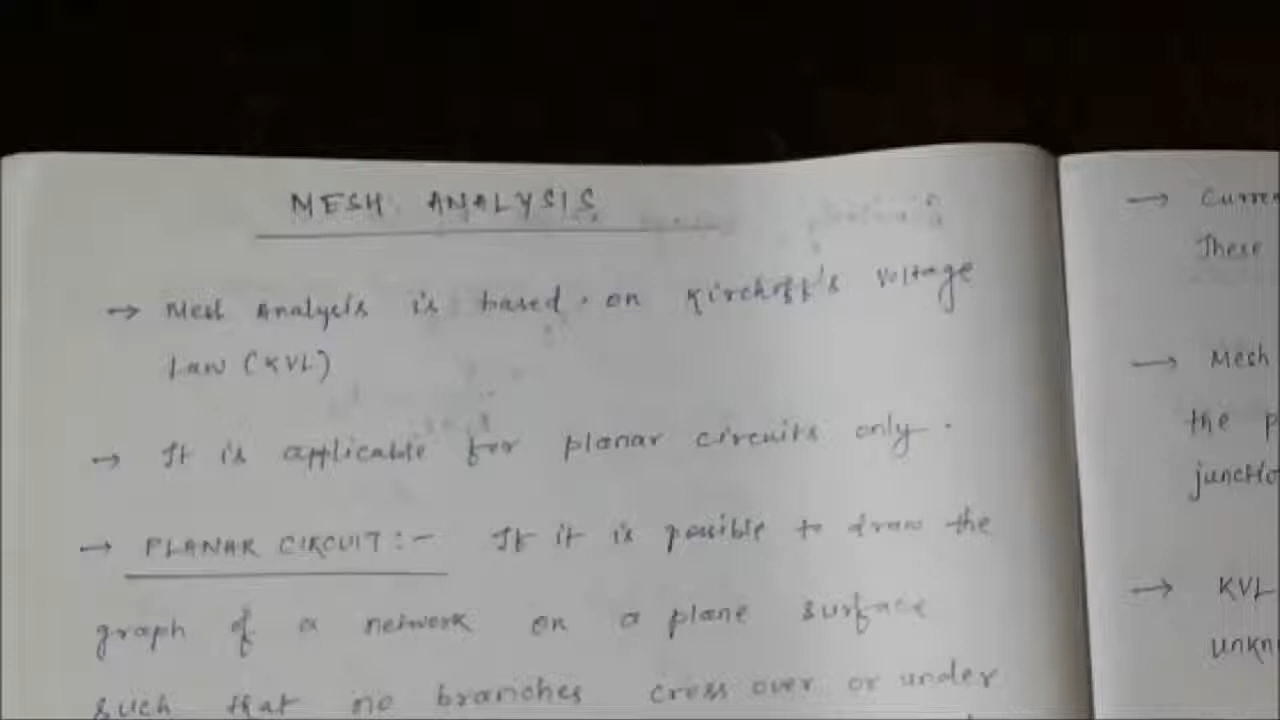 MESH ANALYSIS
→ Mesh Analysis is based on Kirchoff's voltage
Law (KVL)
→ It is applicable for planar circuits only.
→ PLANAR CIRCUIT :- If it is possible to draw the
graph of a network on a plane surface
such that no branches cross over or under
→ Curren
These
→ Mesh
the p
junctio
→ KVL
unkn